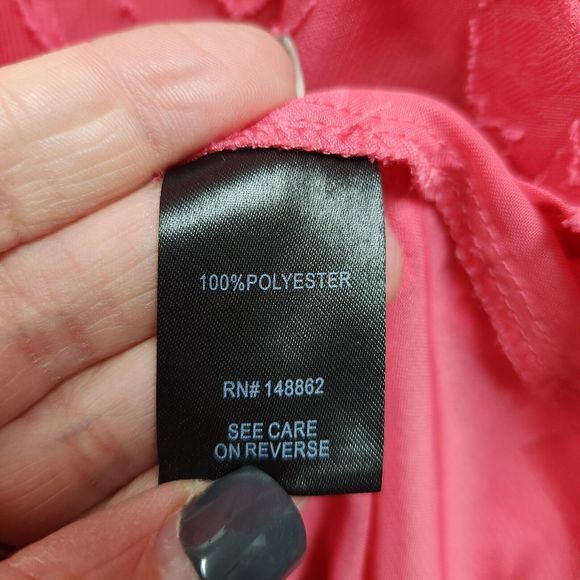 100%POLYESTER
RN# 148862
SEE CARE
ON REVERSE